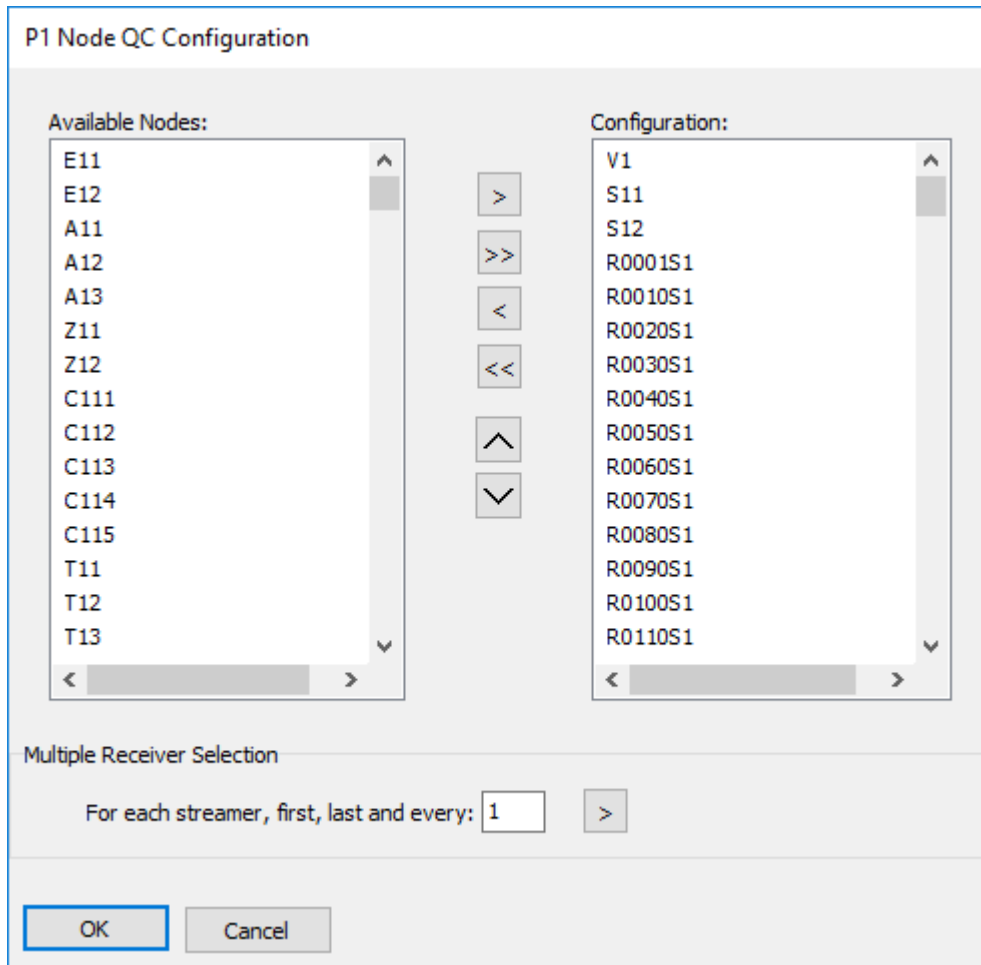 P1 Node QC Configuration
Available Nodes:
E11
E12
A11
A12
A13
Z11
Z12
C111
C112
C113
C114
C115
T11
T12
T13
>
>>
<
<<
Configuration:
V1
S11
S12
R0001S1
R0010S1
R0020S1
R0030S1
R0040S1
R0050S1
R0060S1
R0070S1
R0080S1
R0090S1
R0100S1
R0110S1
Multiple Receiver Selection
For each streamer, first, last and every: 1 >
OK Cancel